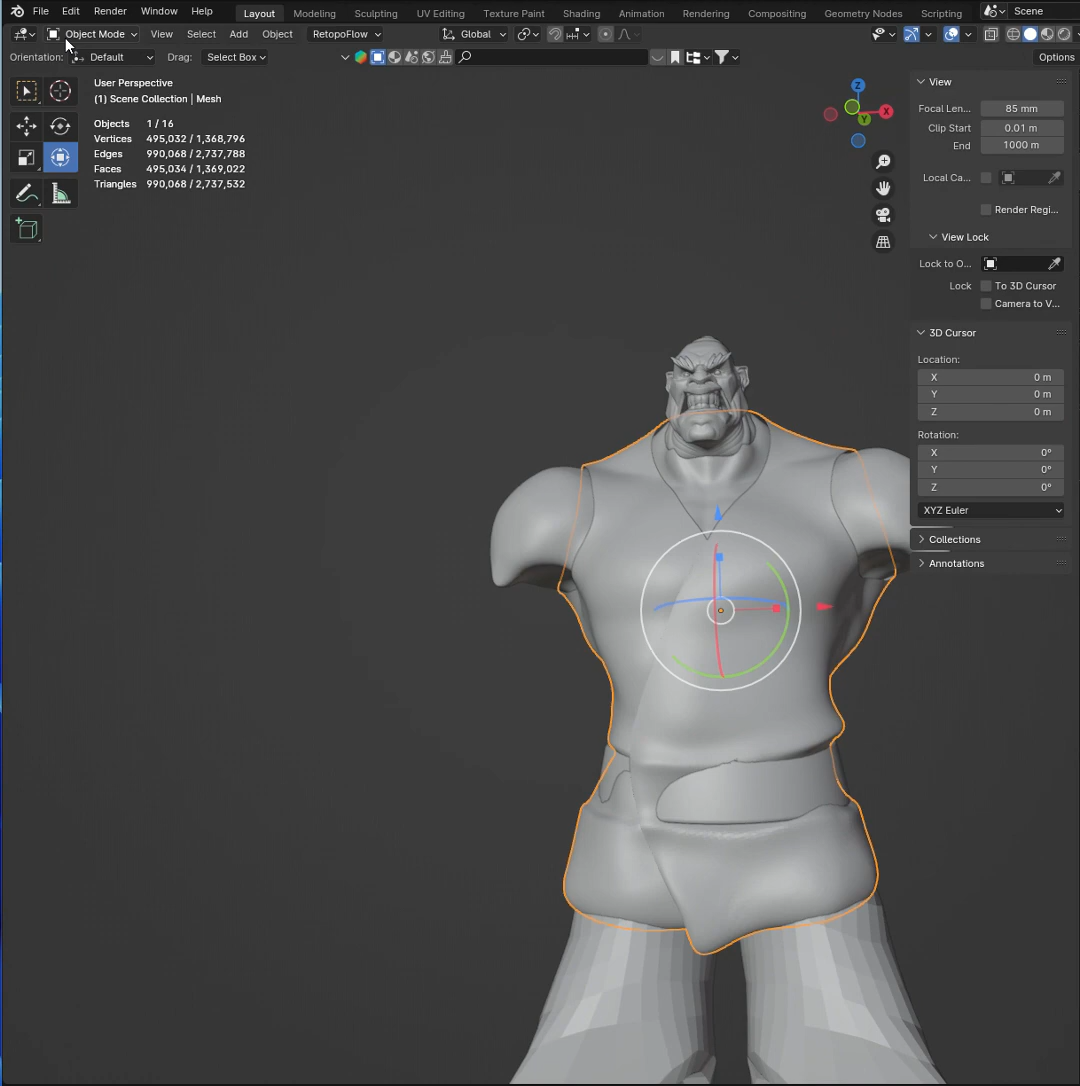 File Edit Render Window Help Layout Modeling Sculpting UV Editing Texture Paint Shading Animation Rendering Compositing Geometry Nodes Scripting Scene
Object Mode View Select Add Object RetopoFlow Global
Orientation: Default Drag: Select Box Options
User Perspective
(1) Scene Collection | Mesh
Objects 1 / 16
Vertices 495,032 / 1,368,796
Edges 990,068 / 2,737,788
Faces 495,034 / 1,369,022
Triangles 990,068 / 2,737,532
Z
X
Y
View
Focal Len... 85 mm
Clip Start 0.01 m
End 1000 m
Local Ca...
Render Regi...
View Lock
Lock to O...
Lock To 3D Cursor
Camera to V...
3D Cursor
Location:
X 0 m
Y 0 m
Z 0 m
Rotation:
X 0°
Y 0°
Z 0°
XYZ Euler
Collections
Annotations